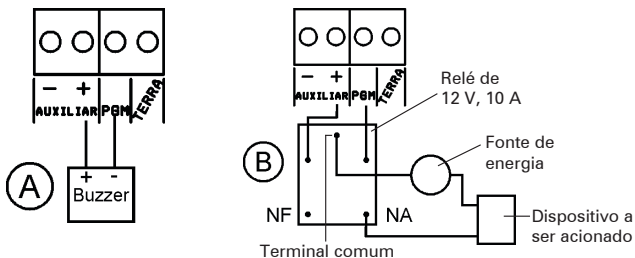 − +
AUXILIAR PGM TERRA
A
+ -
Buzzer
− +
AUXILIAR PGM TERRA
Relé de
12 V, 10 A
B
Fonte de
energia
NF NA
Dispositivo a
ser acionado
Terminal comum